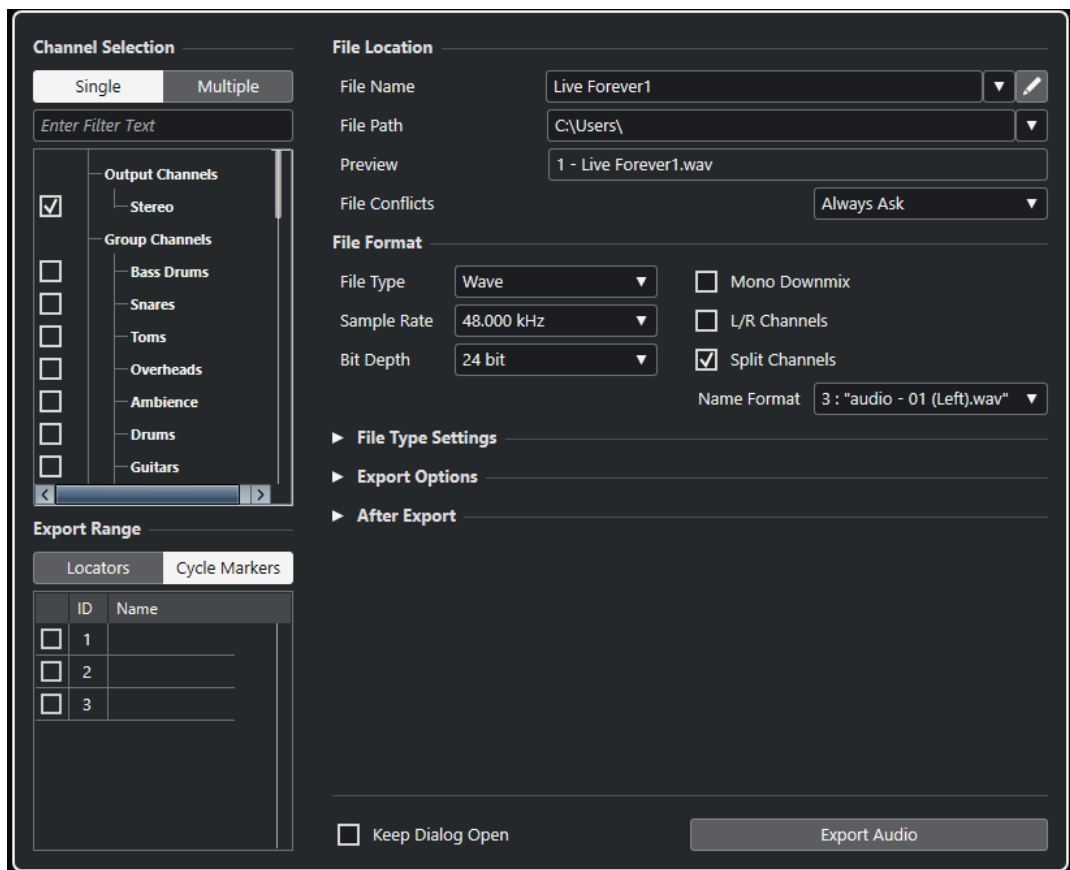 Channel Selection
Single Multiple
Enter Filter Text
Output Channels
Stereo
Group Channels
Bass Drums
Snares
Toms
Overheads
Ambience
Drums
Guitars
Export Range
Locators Cycle Markers
ID Name
1
2
3
File Location
File Name Live Forever1
File Path C:\Users\
Preview 1 - Live Forever1.wav
File Conflicts Always Ask
File Format
File Type Wave Mono Downmix
Sample Rate 48.000 kHz L/R Channels
Bit Depth 24 bit Split Channels
Name Format 3 : "audio - 01 (Left).wav"
File Type Settings
Export Options
After Export
Keep Dialog Open Export Audio